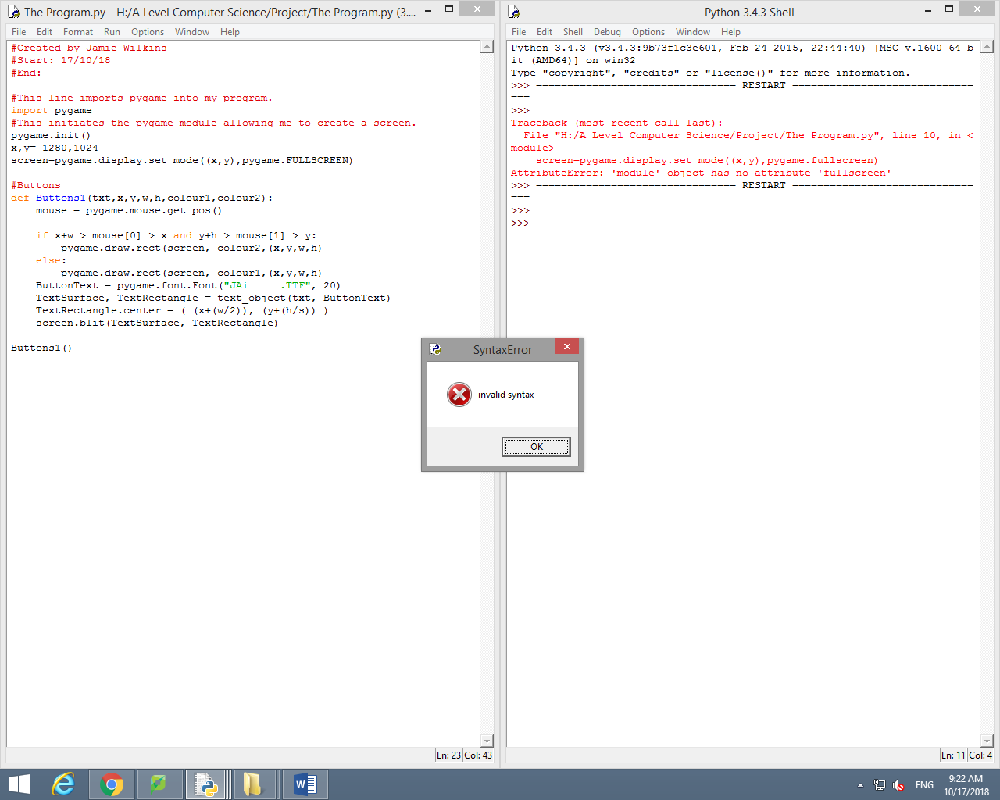 The Program.py - H:/A Level Computer Science/Project/The Program.py (3....
File Edit Format Run Options Window Help
#Created by Jamie Wilkins
#Start: 17/10/18
#End:
#This line imports pygame into my program.
import pygame
#This initiates the pygame module allowing me to create a screen.
pygame.init()
x,y= 1280,1024
screen=pygame.display.set_mode((x,y),pygame.FULLSCREEN)
#Buttons
def Buttons1(txt,x,y,w,h,colour1,colour2):
    mouse = pygame.mouse.get_pos()
    if x+w > mouse[0] > x and y+h > mouse[1] > y:
        pygame.draw.rect(screen, colour2,(x,y,w,h)
    else:
        pygame.draw.rect(screen, colour1,(x,y,w,h)
    ButtonText = pygame.font.Font("JAi_____.TTF", 20)
    TextSurface, TextRectangle = text_object(txt, ButtonText)
    TextRectangle.center = ( (x+(w/2)), (y+(h/s)) )
    screen.blit(TextSurface, TextRectangle)
Buttons1()
Ln: 23 Col: 43
Python 3.4.3 Shell
File Edit Shell Debug Options Window Help
Python 3.4.3 (v3.4.3:9b73f1c3e601, Feb 24 2015, 22:44:40) [MSC v.1600 64 b
it (AMD64)] on win32
Type "copyright", "credits" or "license()" for more information.
>>> ================================ RESTART =============================
===
>>>
Traceback (most recent call last):
  File "H:/A Level Computer Science/Project/The Program.py", line 10, in <
module>
    screen=pygame.display.set_mode((x,y),pygame.fullscreen)
AttributeError: 'module' object has no attribute 'fullscreen'
>>> ================================ RESTART =============================
===
>>>
>>>
Ln: 11 Col: 4
SyntaxError
invalid syntax
OK
ENG
9:22 AM
10/17/2018